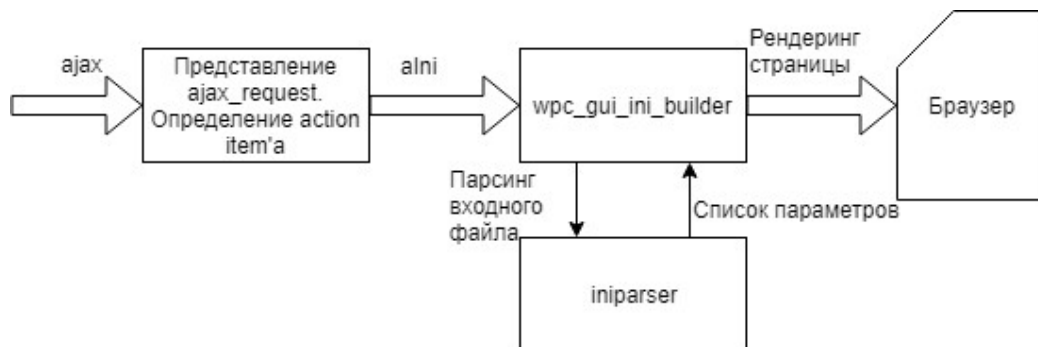 ajax
Представление
ajax_request.
Определение action
item'а
aIni
wpc_gui_ini_builder
Рендеринг
страницы
Браузер
Парсинг
входного
файла
Список параметров
iniparser